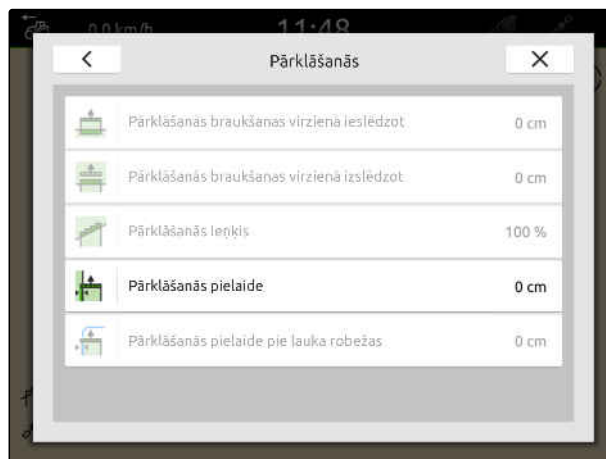 0.0 km/h
11:48
Pārklāšanās
Pārklāšanās braukšanas virzienā ieslēdzot
0 cm
Pārklāšanās braukšanas virzienā izslēdzot
0 cm
Pārklāšanās leņķis
100 %
Pārklāšanās pielaide
0 cm
Pārklāšanās pielaide pie lauka robežas
0 cm